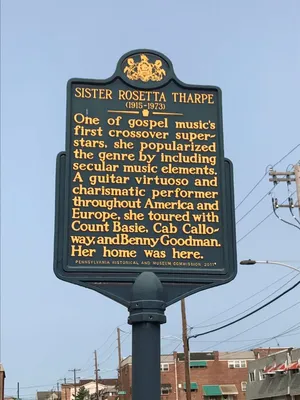 SISTER ROSETTA THARPE
(1915-1973)
One of gospel music's
first crossover super-
stars, she popularized
the genre by including
secular music elements.
A guitar virtuoso and
charismatic performer
throughout America and
Europe, she toured with
Count Basie, Cab Callo-
way, and Benny Goodman.
Her home was here.
PENNSYLVANIA HISTORICAL AND MUSEUM COMMISSION 2011